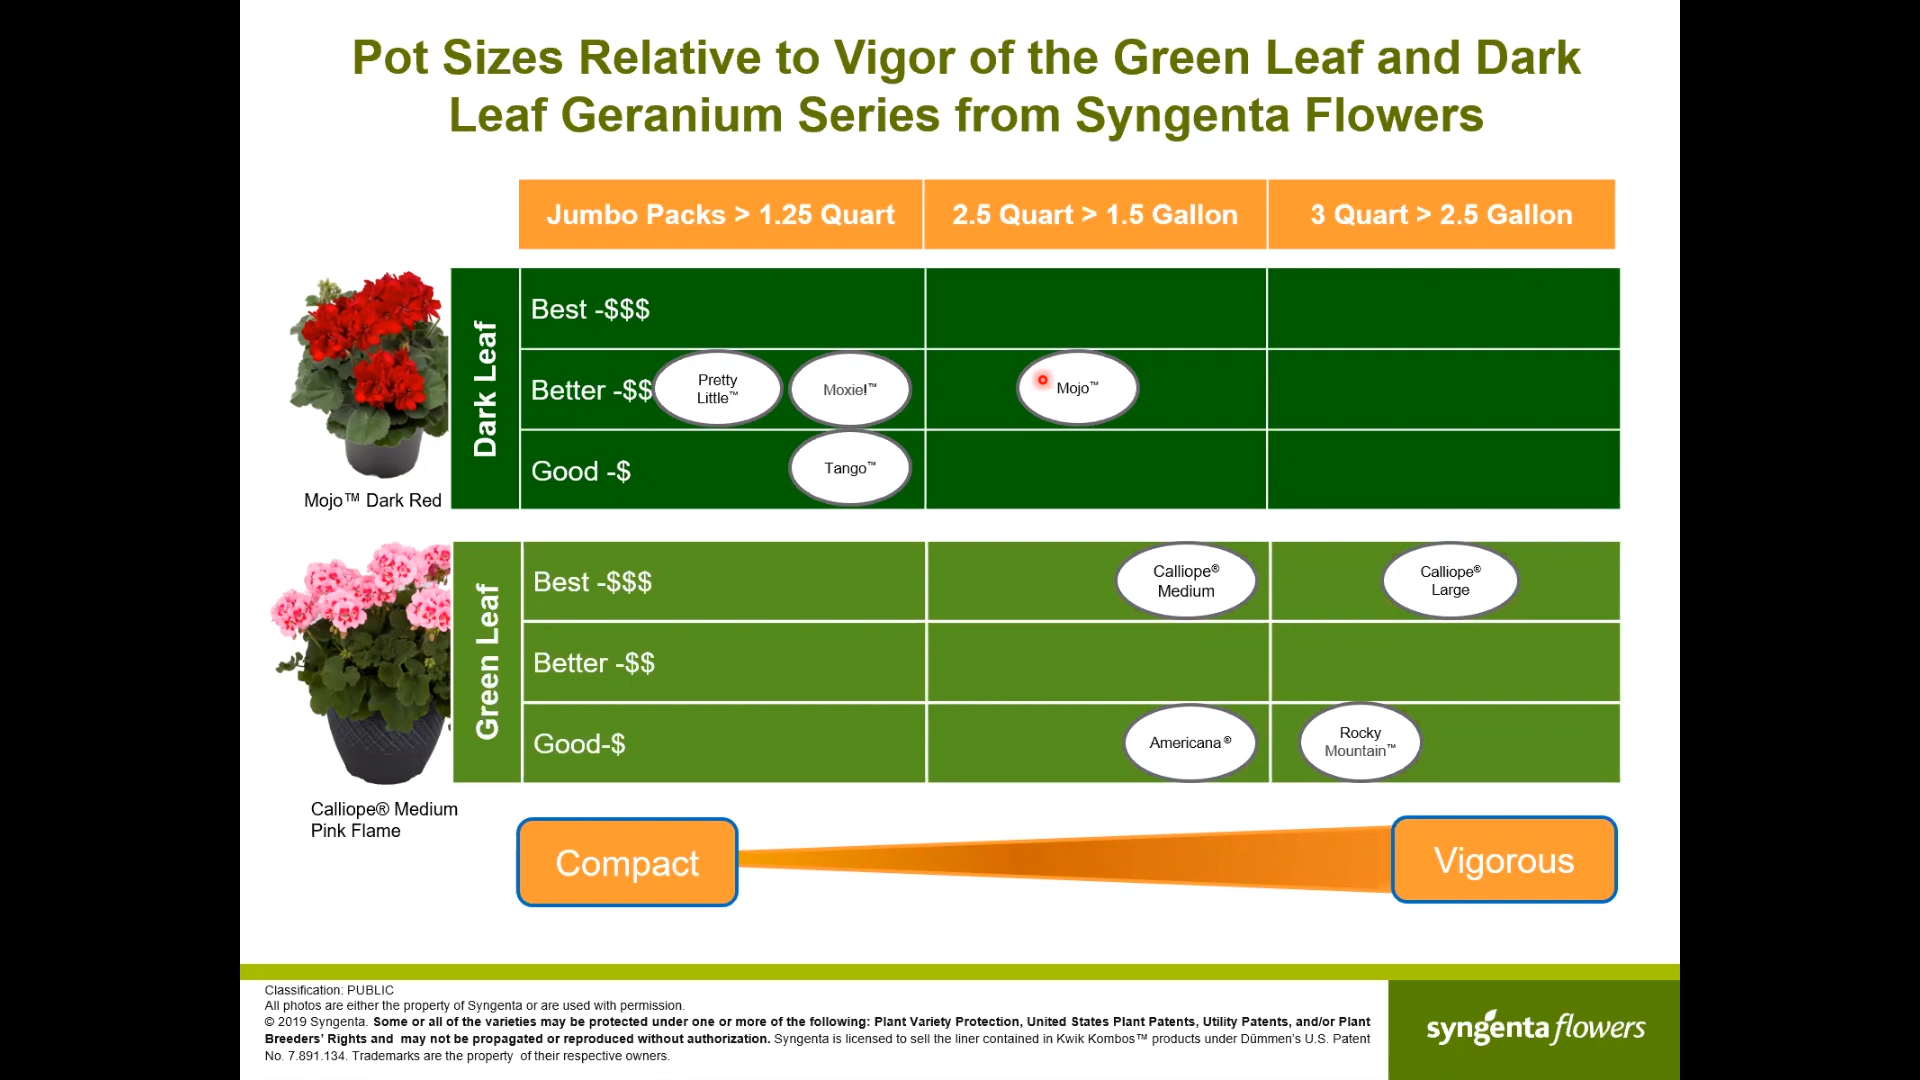 Pot Sizes Relative to Vigor of the Green Leaf and Dark
Leaf Geranium Series from Syngenta Flowers
Jumbo Packs > 1.25 Quart
2.5 Quart > 1.5 Gallon
3 Quart > 2.5 Gallon
Dark Leaf
Best -$$$
Better -$$
Pretty
Little™
Moxie!™
Mojo™
Good -$
Tango™
Mojo™ Dark Red
Green Leaf
Best -$$$
Calliope®
Medium
Calliope®
Large
Better -$$
Good-$
Americana®
Rocky
Mountain™
Calliope® Medium
Pink Flame
Compact
Vigorous
Classification: PUBLIC
All photos are either the property of Syngenta or are used with permission.
© 2019 Syngenta. Some or all of the varieties may be protected under one or more of the following: Plant Variety Protection, United States Plant Patents, Utility Patents, and/or Plant
Breeders' Rights and may not be propagated or reproduced without authorization. Syngenta is licensed to sell the liner contained in Kwik Kombos™ products under Dümmen's U.S. Patent
No. 7.891.134. Trademarks are the property of their respective owners.
syngenta flowers